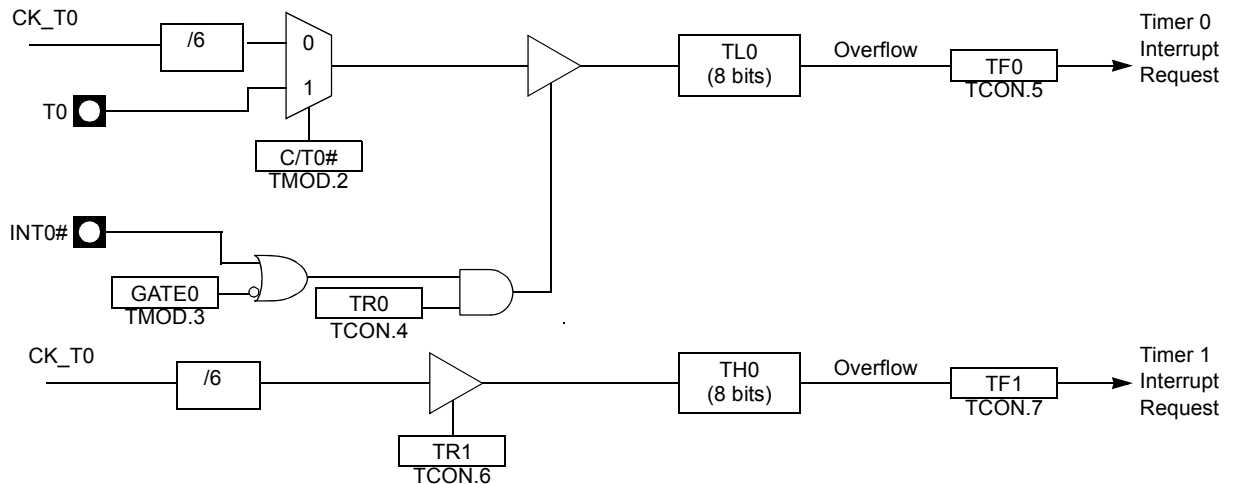 CK_T0
/6
0
1
T0
C/T0#
TMOD.2
TL0
(8 bits)
Overflow
TF0
TCON.5
Timer 0
Interrupt
Request
INT0#
GATE0
TMOD.3
TR0
TCON.4
CK_T0
/6
TR1
TCON.6
TH0
(8 bits)
Overflow
TF1
TCON.7
Timer 1
Interrupt
Request